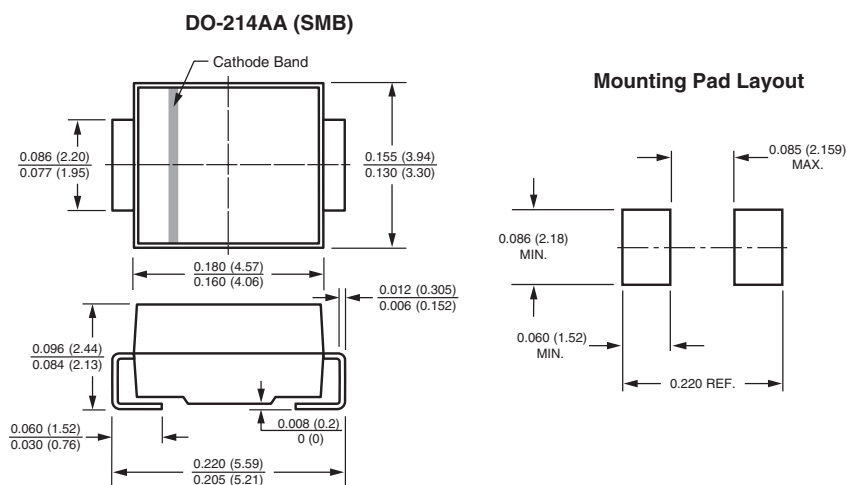 DO-214AA (SMB)
Cathode Band
0.086 (2.20)
0.077 (1.95)
0.155 (3.94)
0.130 (3.30)
0.180 (4.57)
0.160 (4.06)
0.012 (0.305)
0.006 (0.152)
0.096 (2.44)
0.084 (2.13)
0.060 (1.52)
0.030 (0.76)
0.008 (0.2)
0 (0)
0.220 (5.59)
0.205 (5.21)
Mounting Pad Layout
0.085 (2.159)
MAX.
0.086 (2.18)
MIN.
0.060 (1.52)
MIN.
0.220 REF.